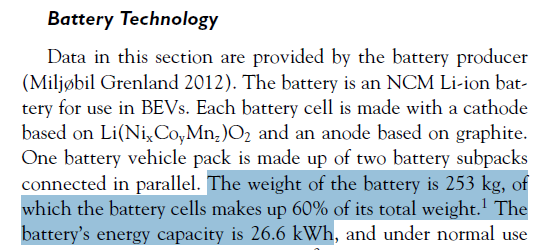 Battery Technology
Data in this section are provided by the battery producer
(Miljøbil Grenland 2012). The battery is an NCM Li-ion bat-
tery for use in BEVs. Each battery cell is made with a cathode
based on Li(NixCoyMnz)O2 and an anode based on graphite.
One battery vehicle pack is made up of two battery subpacks
connected in parallel. The weight of the battery is 253 kg, of
which the battery cells makes up 60% of its total weight.1 The
battery's energy capacity is 26.6 kWh, and under normal use